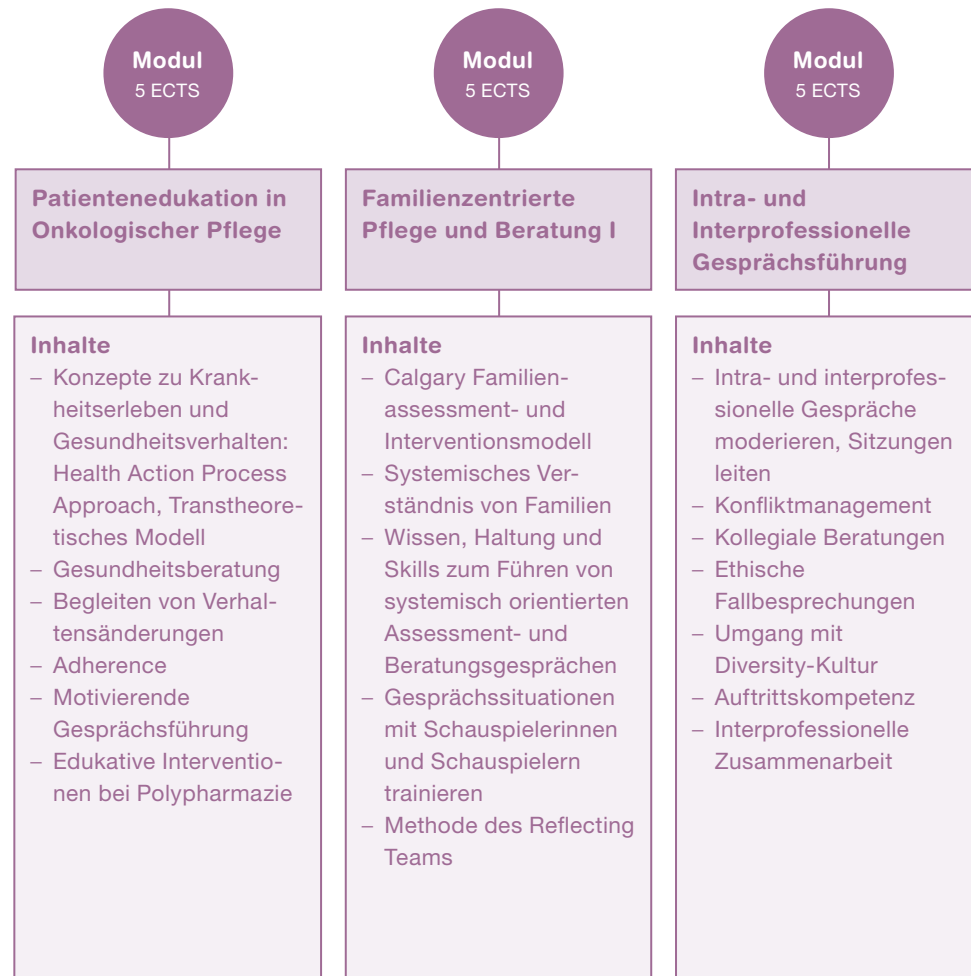 Modul
5 ECTS
Patientenedukation in
Onkologischer Pflege
Inhalte
– Konzepte zu Krank-
heitserleben und
Gesundheitsverhalten:
Health Action Process
Approach, Transtheore-
tisches Modell
– Gesundheitsberatung
– Begleiten von Verhal-
tensänderungen
– Adherence
– Motivierende
Gesprächsführung
– Edukative Interventio-
nen bei Polypharmazie
Modul
5 ECTS
Familienzentrierte
Pflege und Beratung I
Inhalte
– Calgary Familien-
assessment- und
Interventionsmodell
– Systemisches Ver-
ständnis von Familien
– Wissen, Haltung und
Skills zum Führen von
systemisch orientierten
Assessment- und
Beratungsgesprächen
– Gesprächssituationen
mit Schauspielerinnen
und Schauspielern
trainieren
– Methode des Reflecting
Teams
Modul
5 ECTS
Intra- und
Interprofessionelle
Gesprächsführung
Inhalte
– Intra- und interprofes-
sionelle Gespräche
moderieren, Sitzungen
leiten
– Konfliktmanagement
– Kollegiale Beratungen
– Ethische
Fallbesprechungen
– Umgang mit
Diversity-Kultur
– Auftrittskompetenz
– Interprofessionelle
Zusammenarbeit